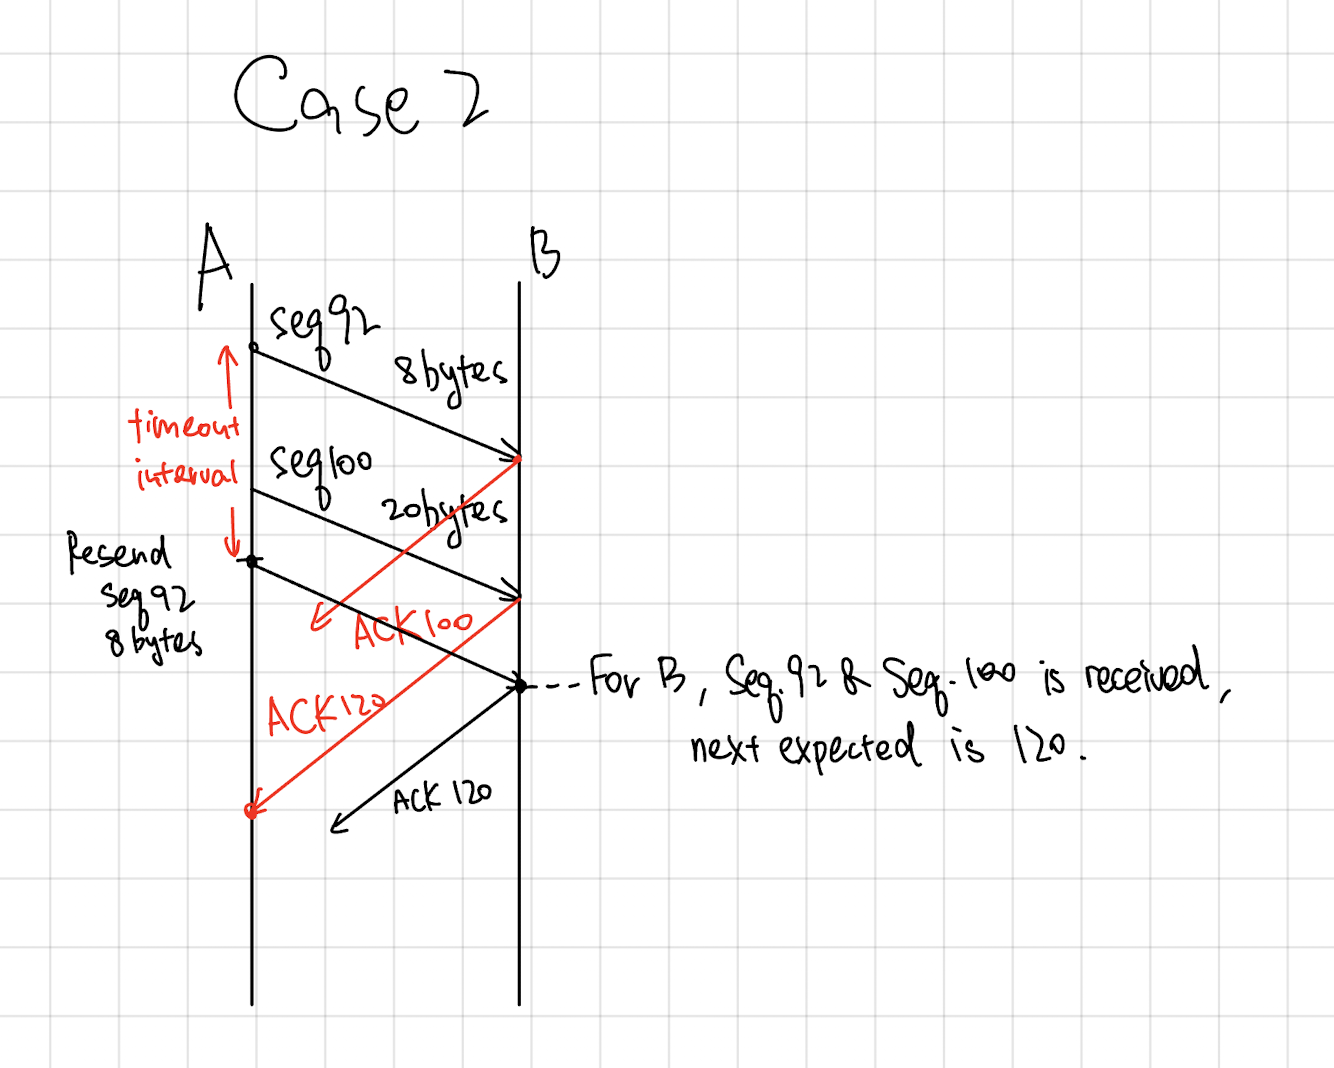 Case 2
A
B
seq 92
8 bytes
timeout
interval
seq 100
20 bytes
Resend
seq 92
8 bytes
ACK 100
ACK 120
For B, Seq. 92 & Seq. 100 is received,
next expected is 120.
ACK 120